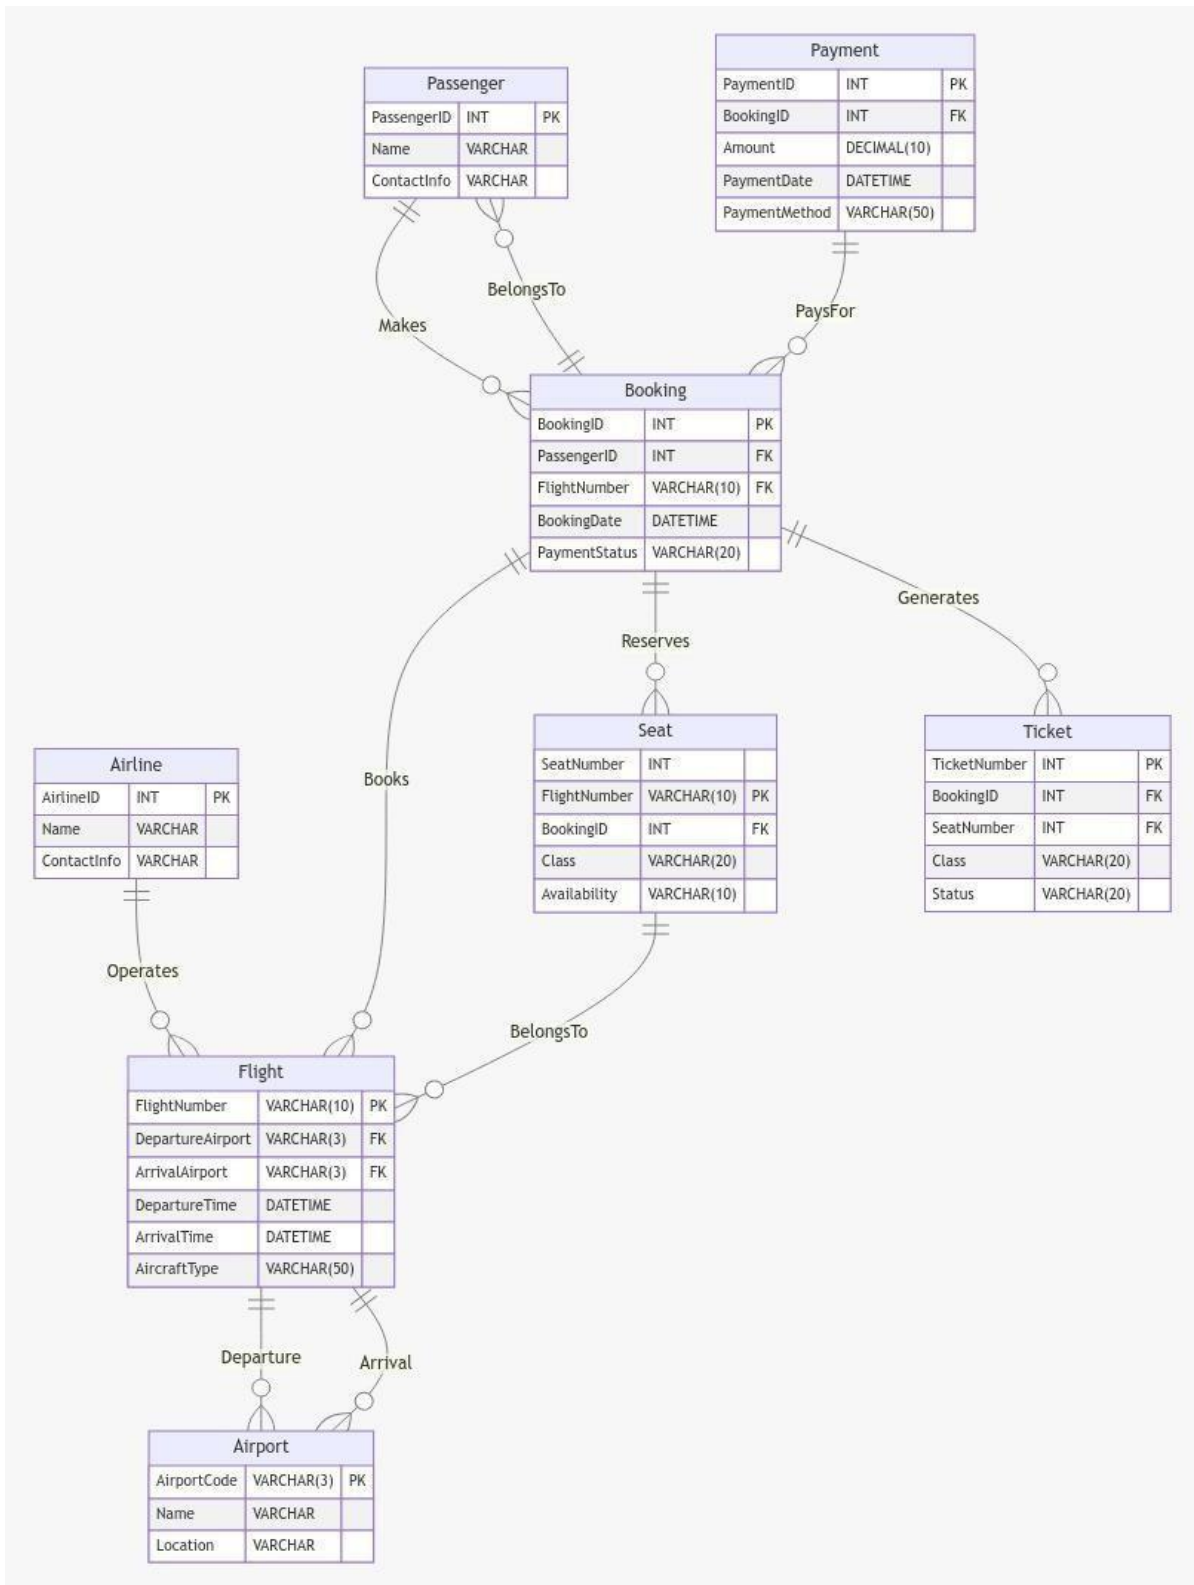 Payment
PaymentID INT PK
BookingID INT FK
Amount DECIMAL(10)
PaymentDate DATETIME
PaymentMethod VARCHAR(50)
Passenger
PassengerID INT PK
Name VARCHAR
ContactInfo VARCHAR
BelongsTo
PaysFor
Makes
Booking
BookingID INT PK
PassengerID INT FK
FlightNumber VARCHAR(10) FK
BookingDate DATETIME
PaymentStatus VARCHAR(20)
Generates
Reserves
Books
Seat
SeatNumber INT
FlightNumber VARCHAR(10) PK
BookingID INT FK
Class VARCHAR(20)
Availability VARCHAR(10)
Ticket
TicketNumber INT PK
BookingID INT FK
SeatNumber INT FK
Class VARCHAR(20)
Status VARCHAR(20)
Airline
AirlineID INT PK
Name VARCHAR
ContactInfo VARCHAR
Operates
BelongsTo
Flight
FlightNumber VARCHAR(10) PK
DepartureAirport VARCHAR(3) FK
ArrivalAirport VARCHAR(3) FK
DepartureTime DATETIME
ArrivalTime DATETIME
AircraftType VARCHAR(50)
Departure
Arrival
Airport
AirportCode VARCHAR(3) PK
Name VARCHAR
Location VARCHAR